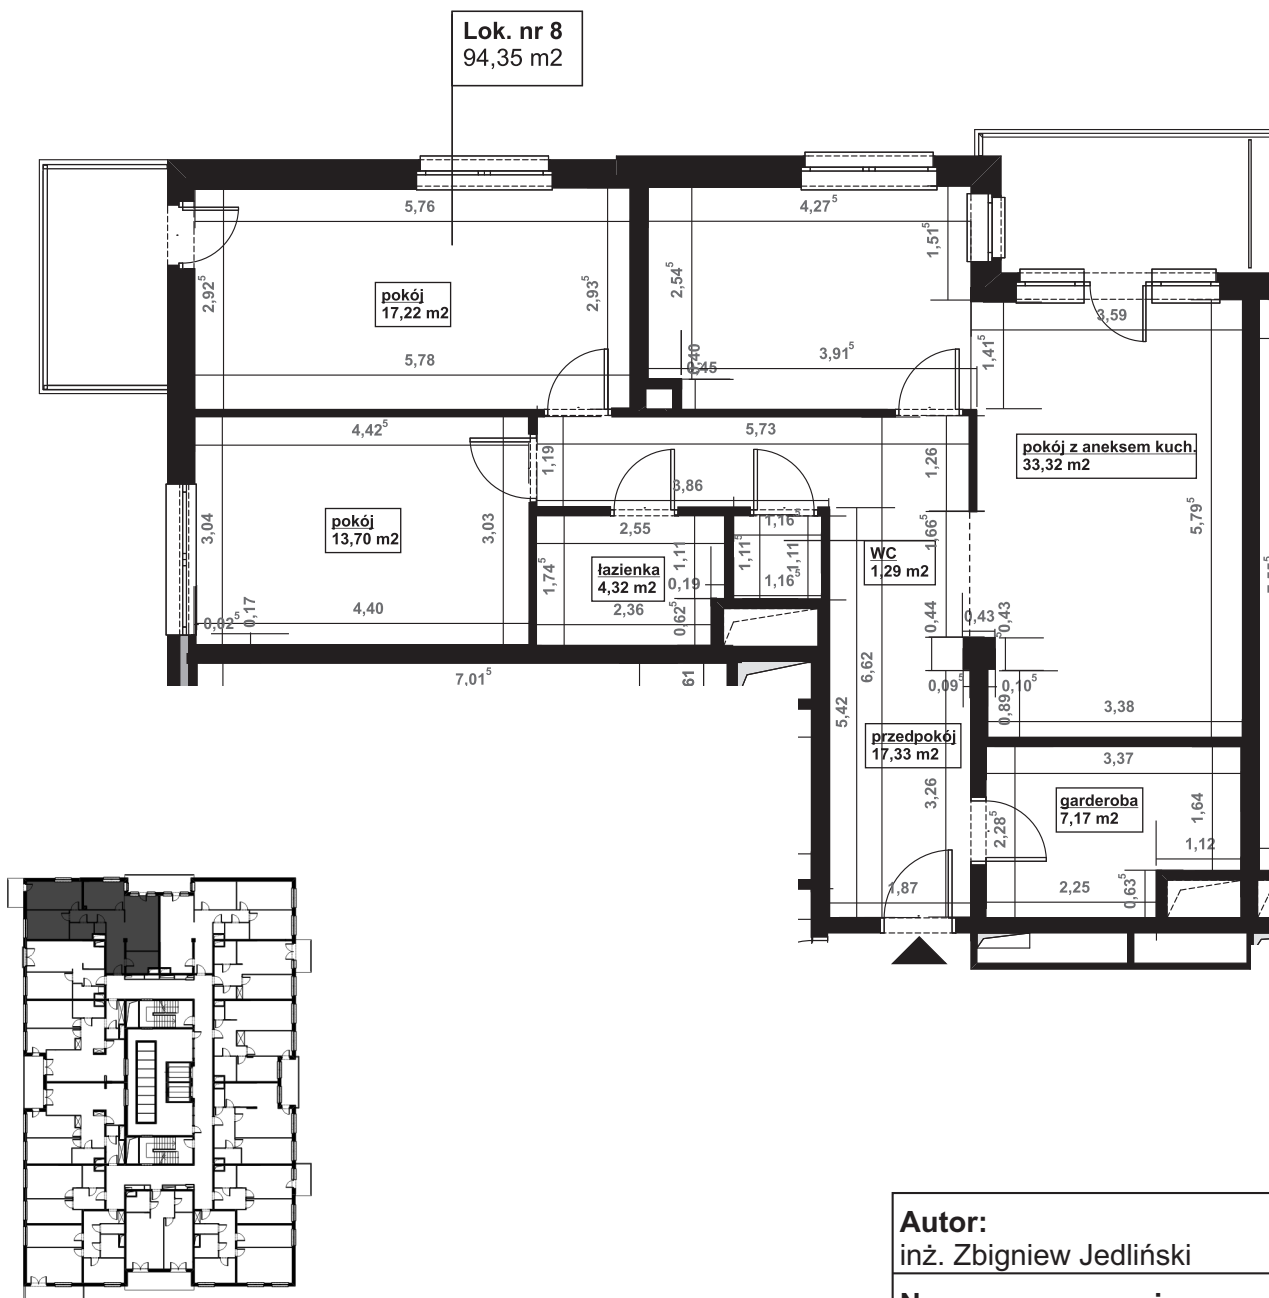 Lok. nr 8
94,35 m2
5,76
4,27⁵
1,51⁵
2,92⁵
2,93⁵
2,54⁵
pokój
17,22 m2
3,59
5,78
3,91⁵
1,41⁵
0,40
0,45
4,42⁵
5,73
1,19
1,26
pokój z aneksem kuch.
33,32 m2
3,86
3,04
pokój
13,70 m2
3,03
2,55
1,16⁵
1,66⁵
5,79⁵
1,74⁵
łazienka
4,32 m2
1,11
1,11⁵
1,11
WC
1,29 m2
0,19
1,16⁵
4,40
2,36
0,62⁵
0,02⁵
0,17
0,44
0,43
0,43
7,01⁵
61
6,62
5,42
0,09⁵
0,10⁵
0,89
3,38
przedpokój
17,33 m2
3,37
3,26
garderoba
7,17 m2
1,64
2,28⁵
1,12
1,87
2,25
0,63⁵
Autor:
inż. Zbigniew Jedliński